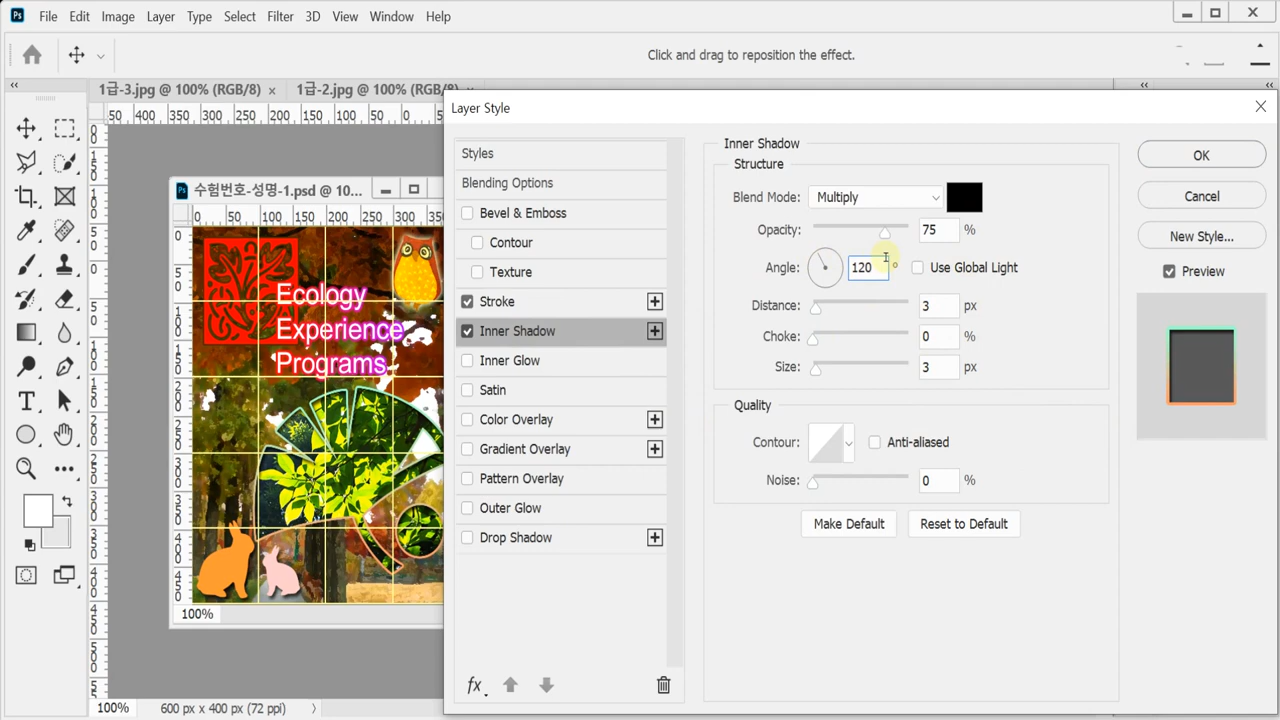 Ps File Edit Image Layer Type Select Filter 3D View Window Help
Click and drag to reposition the effect.
1급-3.jpg @ 100% (RGB/8) × 1급-2.jpg @ 100% (RGB/8)
50 400 350 300 250 200 150 100 50 0
Layer Style
Ps 수험번호-성명-1.psd @ 10...
0 50 100 150 200 250 300 350
Ecology
Experience
Programs
100%
100% 600 px x 400 px (72 ppi)
Styles
Blending Options
Bevel & Emboss
Contour
Texture
Stroke
Inner Shadow
Inner Glow
Satin
Color Overlay
Gradient Overlay
Pattern Overlay
Outer Glow
Drop Shadow
fx
Inner Shadow
Structure
Blend Mode: Multiply
Opacity: 75 %
Angle: 120 ° Use Global Light
Distance: 3 px
Choke: 0 %
Size: 3 px
Quality
Contour: Anti-aliased
Noise: 0 %
Make Default Reset to Default
OK
Cancel
New Style...
Preview